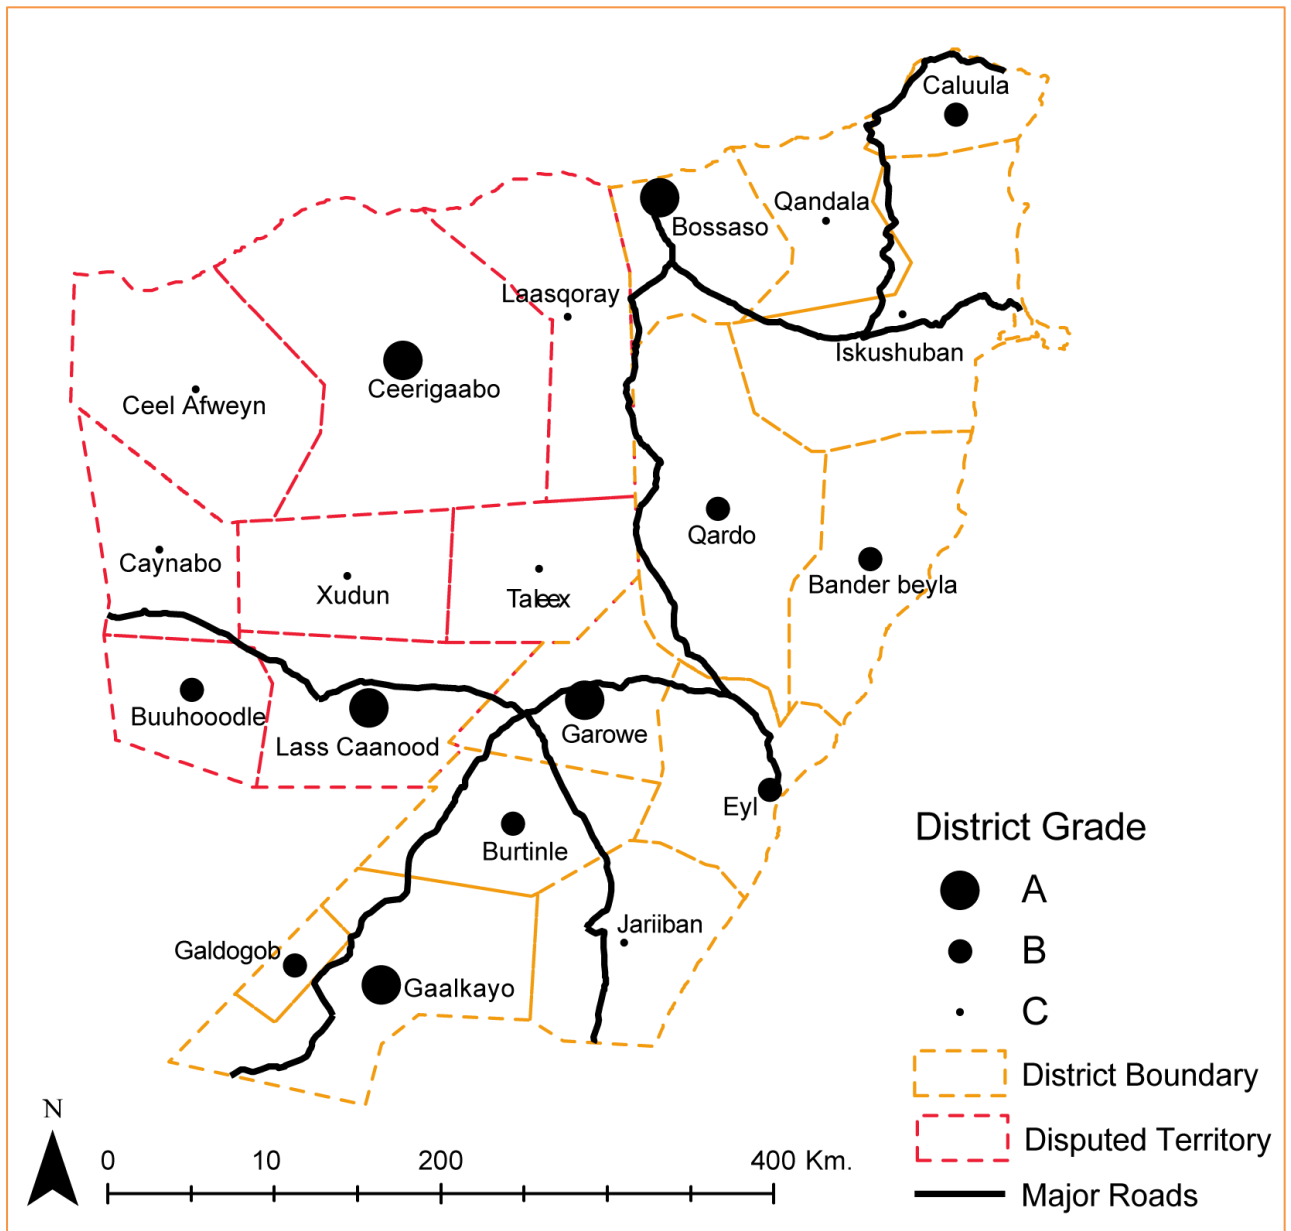 Caluula
Qandala
Bossaso
Laasqoray
Iskushuban
Ceerigaabo
Ceel Afweyn
Qardo
Caynabo
Bander beyla
Xudun
Taleex
Buuhooodle
Garowe
Lass Caanood
Eyl
District Grade
Burtinle
A
Jariiban
Galdogob
B
Gaalkayo
C
District Boundary
N
Disputed Territory
0 10 200 400 Km.
Major Roads